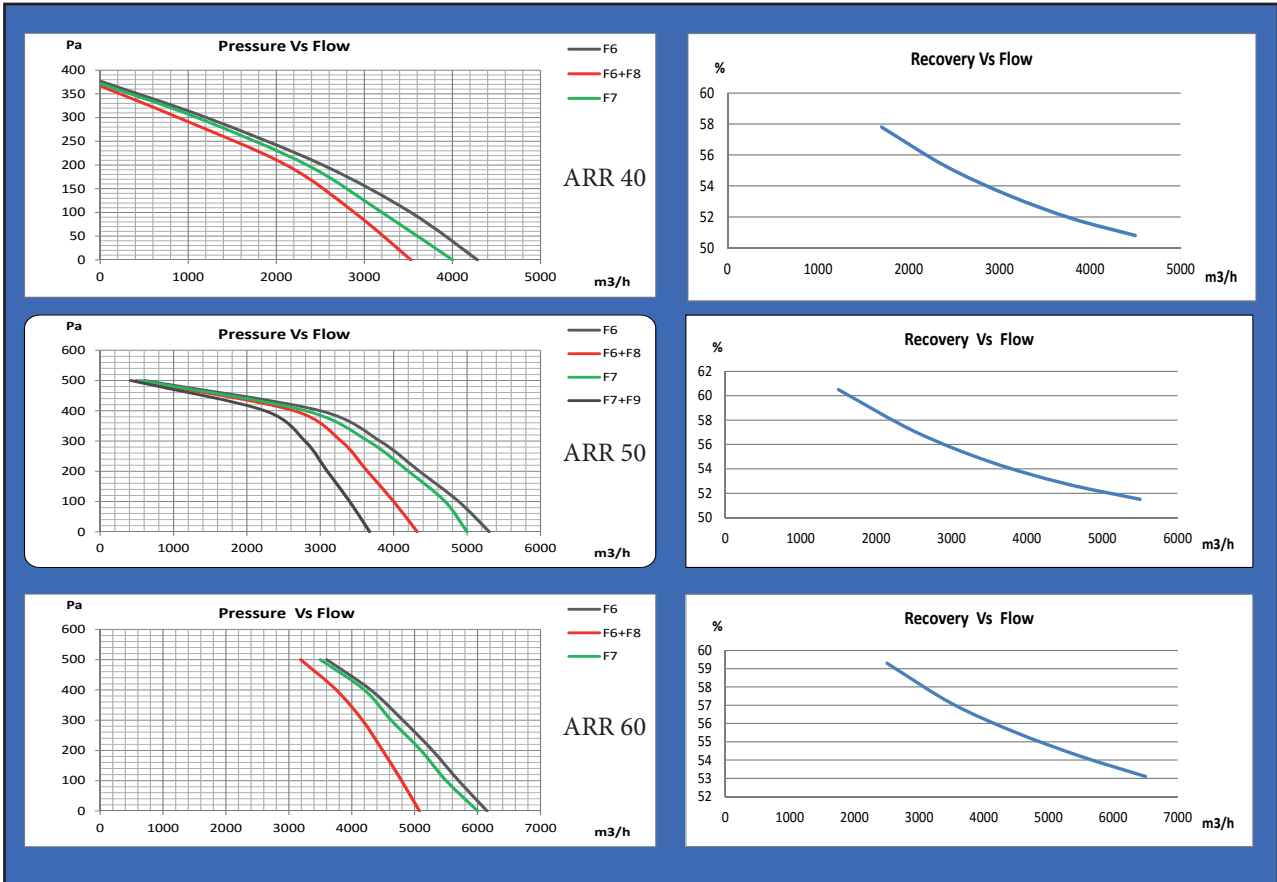 Pa
Pressure Vs Flow
F6
F6+F8
F7
400
350
300
250
200
150
100
50
0
0 1000 2000 3000 4000 5000
m3/h
ARR 40
Recovery Vs Flow
%
60
58
56
54
52
50
0 1000 2000 3000 4000 5000
m3/h
Pa
Pressure Vs Flow
F6
F6+F8
F7
F7+F9
600
500
400
300
200
100
0
0 1000 2000 3000 4000 5000 6000
m3/h
ARR 50
Recovery Vs Flow
%
62
60
58
56
54
52
50
0 1000 2000 3000 4000 5000 6000
m3/h
Pa
Pressure Vs Flow
F6
F6+F8
F7
600
500
400
300
200
100
0
0 1000 2000 3000 4000 5000 6000 7000
m3/h
ARR 60
Recovery Vs Flow
%
60
59
58
57
56
55
54
53
52
0 1000 2000 3000 4000 5000 6000 7000
m3/h